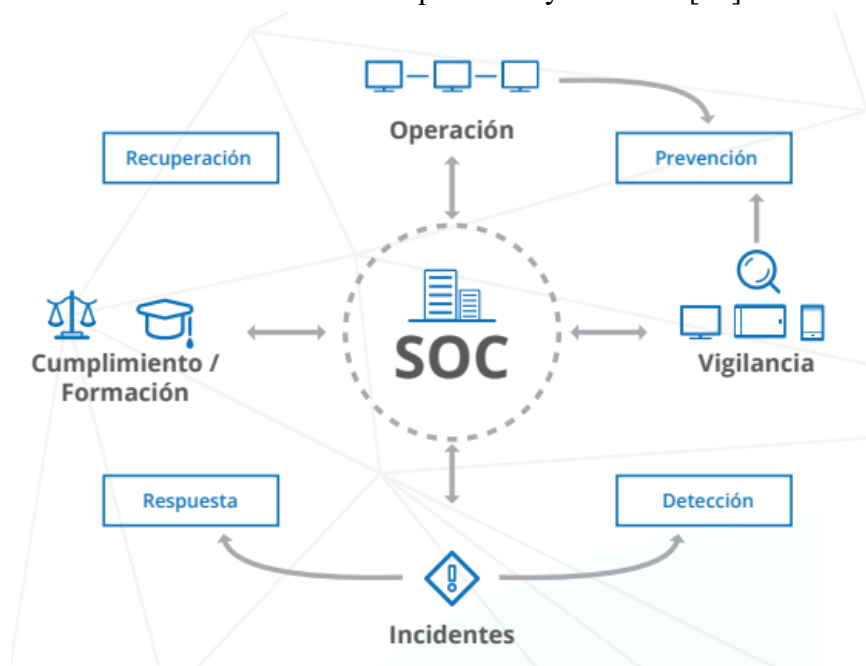 Operación
Recuperación
Prevención
SOC
Cumplimiento /
Formación
Vigilancia
Respuesta
Detección
Incidentes